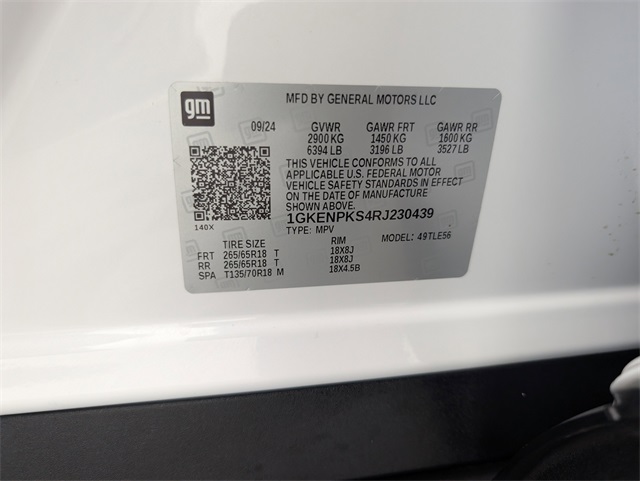 gm
MFD BY GENERAL MOTORS LLC
09/24 GVWR GAWR FRT GAWR RR
2900 KG 1450 KG 1600 KG
6394 LB 3196 LB 3527 LB
THIS VEHICLE CONFORMS TO ALL
APPLICABLE U.S. FEDERAL MOTOR
VEHICLE SAFETY STANDARDS IN EFFECT
ON THE DATE OF MANUFACTURE
SHOWN ABOVE.
1GKENPKS4RJ230439
140X
TYPE: MPV MODEL: 49TLE56
TIRE SIZE RIM
FRT 265/65R18 T 18X8J
RR 265/65R18 T 18X8J
SPA T135/70R18 M 18X4.5B